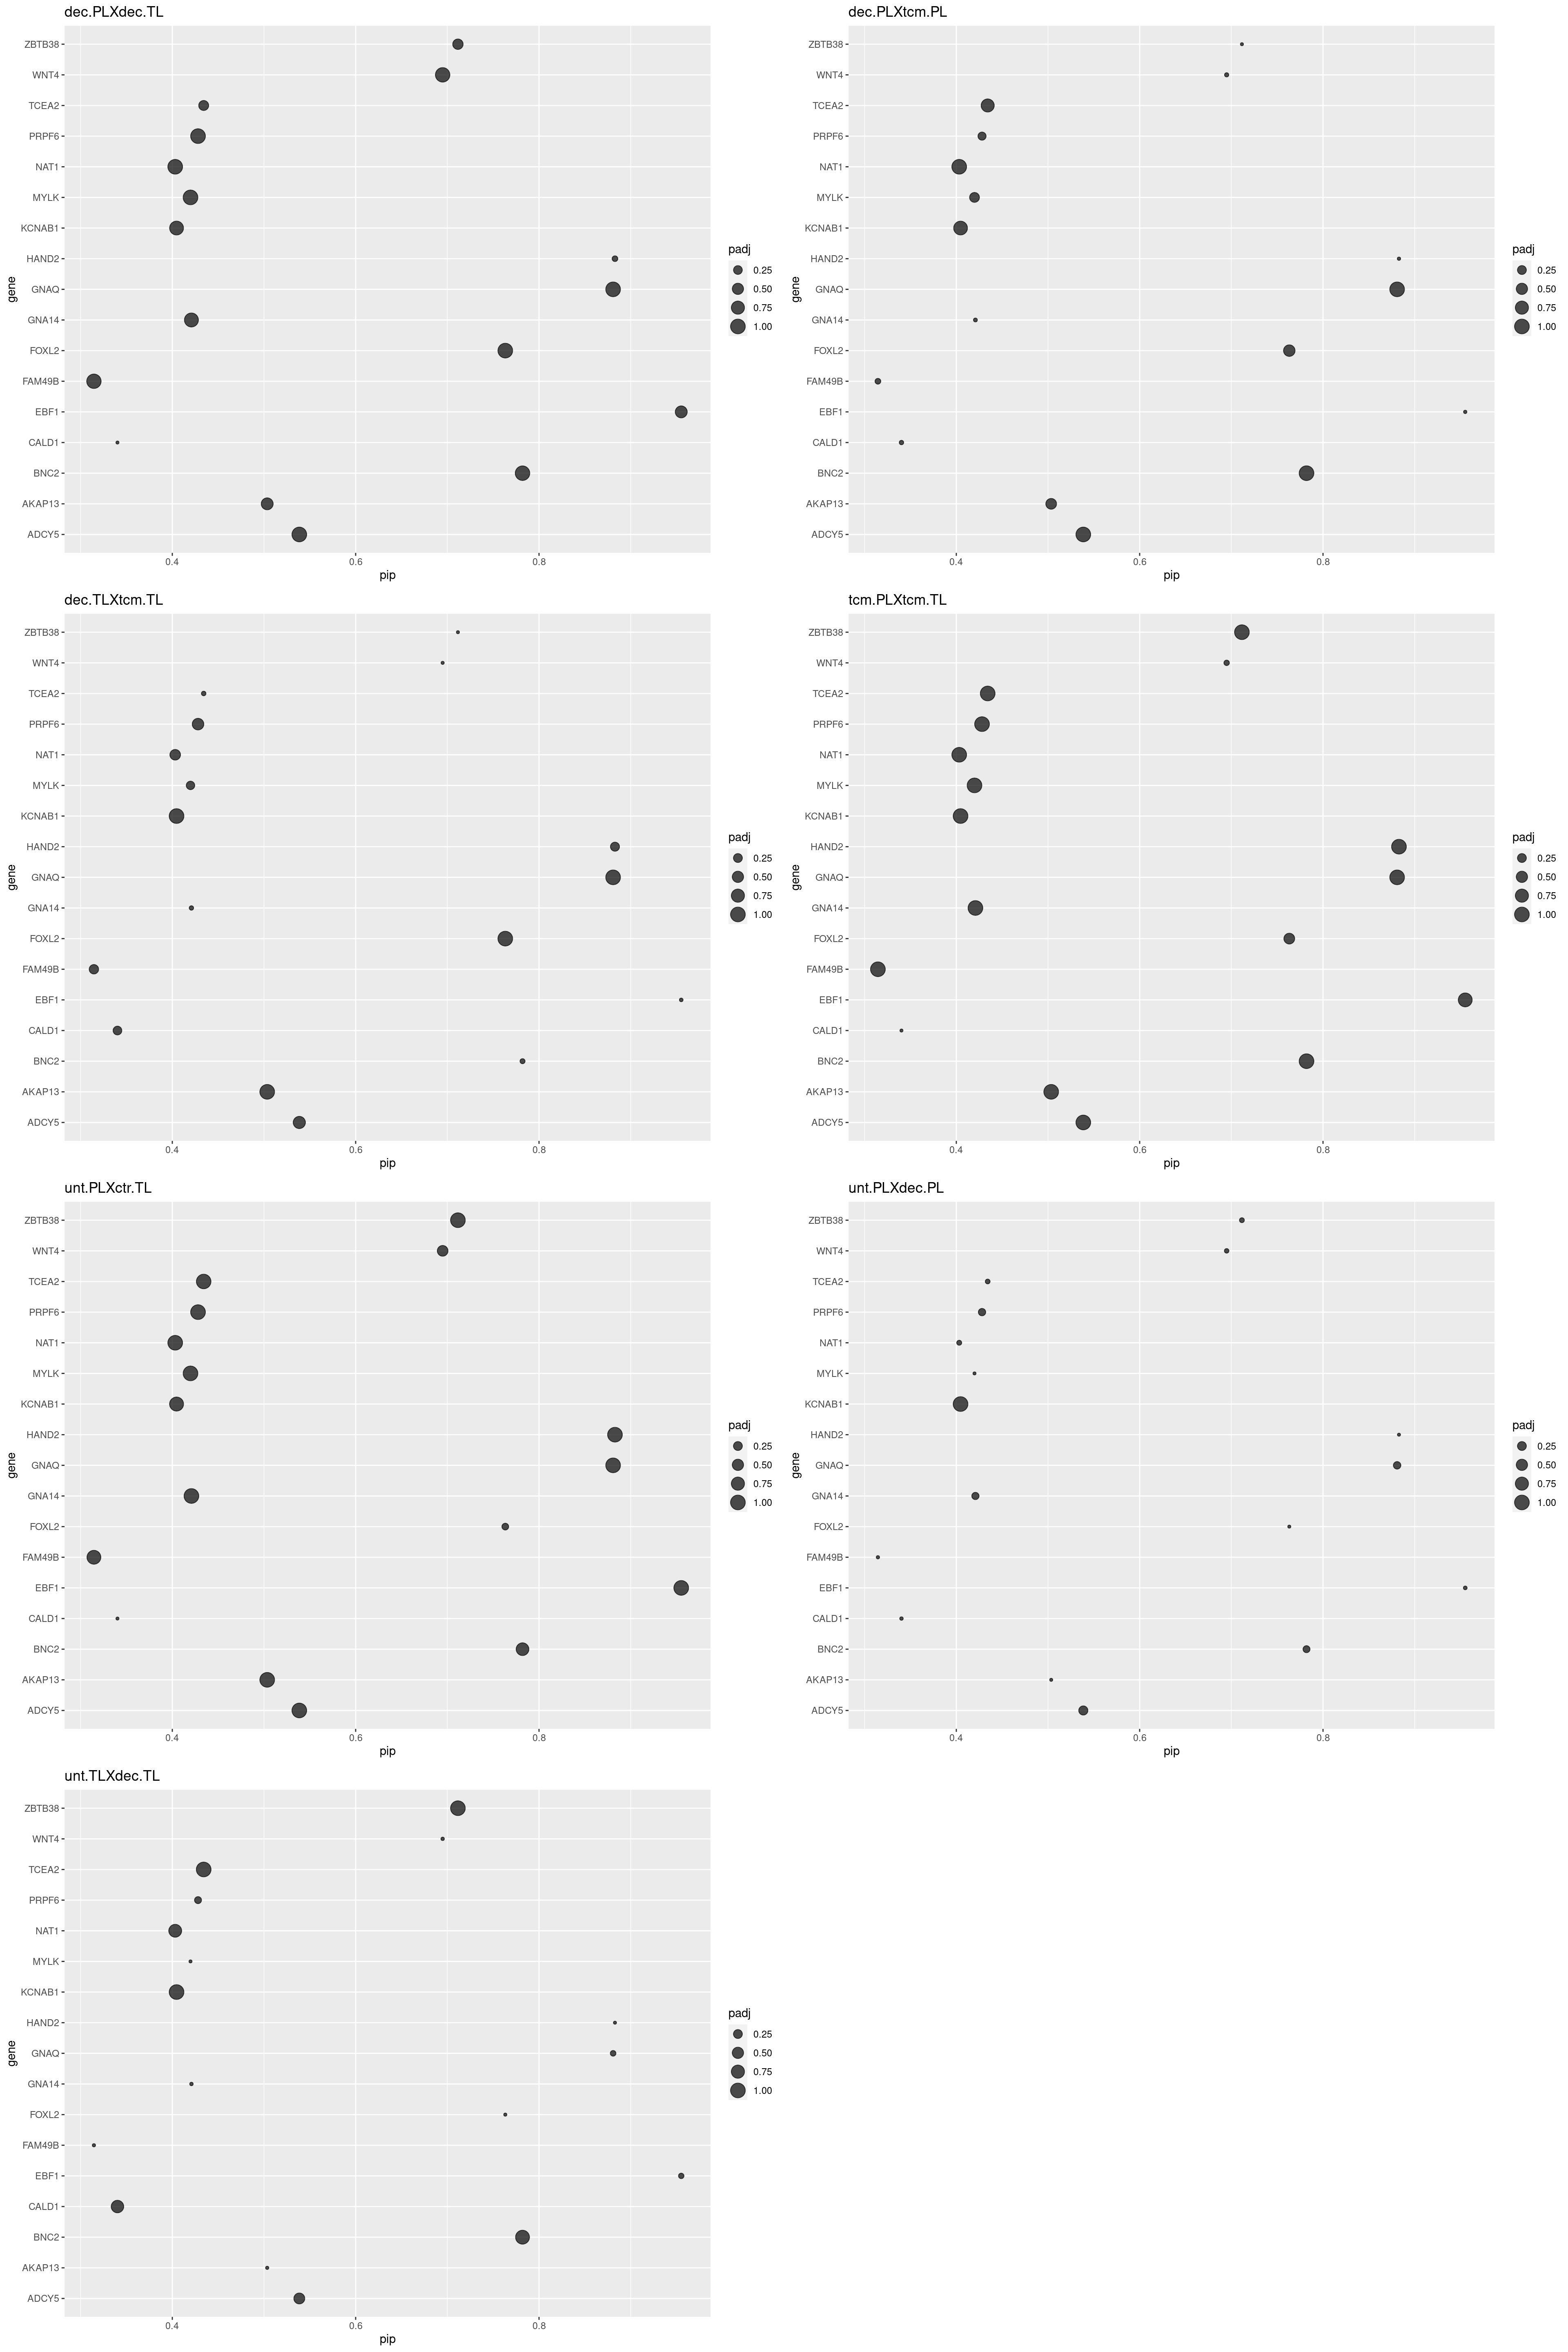 dec.PLXdec.TL
gene
ZBTB38
WNT4
TCEA2
PRPF6
NAT1
MYLK
KCNAB1
HAND2
GNAQ
GNA14
FOXL2
FAM49B
EBF1
CALD1
BNC2
AKAP13
ADCY5
0.4 0.6 0.8
pip
padj
0.25
0.50
0.75
1.00
dec.PLXtcm.PL
gene
ZBTB38
WNT4
TCEA2
PRPF6
NAT1
MYLK
KCNAB1
HAND2
GNAQ
GNA14
FOXL2
FAM49B
EBF1
CALD1
BNC2
AKAP13
ADCY5
0.4 0.6 0.8
pip
padj
0.25
0.50
0.75
1.00
dec.TLXtcm.TL
gene
ZBTB38
WNT4
TCEA2
PRPF6
NAT1
MYLK
KCNAB1
HAND2
GNAQ
GNA14
FOXL2
FAM49B
EBF1
CALD1
BNC2
AKAP13
ADCY5
0.4 0.6 0.8
pip
padj
0.25
0.50
0.75
1.00
tcm.PLXtcm.TL
gene
ZBTB38
WNT4
TCEA2
PRPF6
NAT1
MYLK
KCNAB1
HAND2
GNAQ
GNA14
FOXL2
FAM49B
EBF1
CALD1
BNC2
AKAP13
ADCY5
0.4 0.6 0.8
pip
padj
0.25
0.50
0.75
1.00
unt.PLXctr.TL
gene
ZBTB38
WNT4
TCEA2
PRPF6
NAT1
MYLK
KCNAB1
HAND2
GNAQ
GNA14
FOXL2
FAM49B
EBF1
CALD1
BNC2
AKAP13
ADCY5
0.4 0.6 0.8
pip
padj
0.25
0.50
0.75
1.00
unt.PLXdec.PL
gene
ZBTB38
WNT4
TCEA2
PRPF6
NAT1
MYLK
KCNAB1
HAND2
GNAQ
GNA14
FOXL2
FAM49B
EBF1
CALD1
BNC2
AKAP13
ADCY5
0.4 0.6 0.8
pip
padj
0.25
0.50
0.75
1.00
unt.TLXdec.TL
gene
ZBTB38
WNT4
TCEA2
PRPF6
NAT1
MYLK
KCNAB1
HAND2
GNAQ
GNA14
FOXL2
FAM49B
EBF1
CALD1
BNC2
AKAP13
ADCY5
0.4 0.6 0.8
pip
padj
0.25
0.50
0.75
1.00